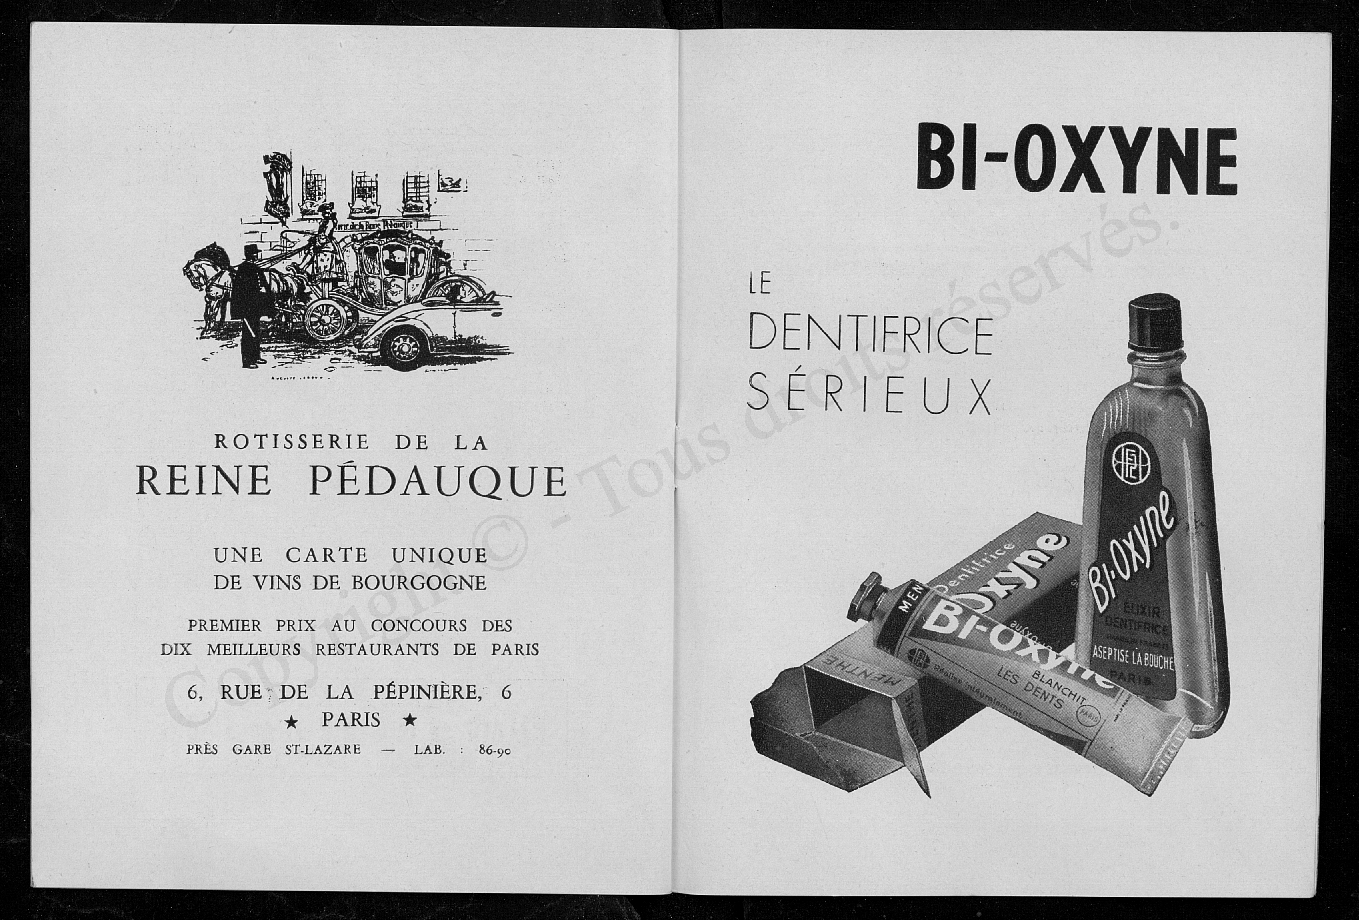 ROTISSERIE DE LA
REINE PÉDAUQUE
UNE CARTE UNIQUE
DE VINS DE BOURGOGNE
PREMIER PRIX AU CONCOURS DES
DIX MEILLEURS RESTAURANTS DE PARIS
6, RUE DE LA PÉPINIÈRE, 6
★ PARIS ★
PRÈS GARE ST-LAZARE — LAB. : 86-90
BI-OXYNE
LE
DENTIFRICE
SÉRIEUX
BI-OXYNE
ELIXIR
DENTIFRICE
ASEPTISE LA BOUCHE
PARIS
Dentifrice
Bi-Oxyne
MENTHE
BLANCHIT
LES DENTS
PARIS
Copyright © - Tous droits réservés.